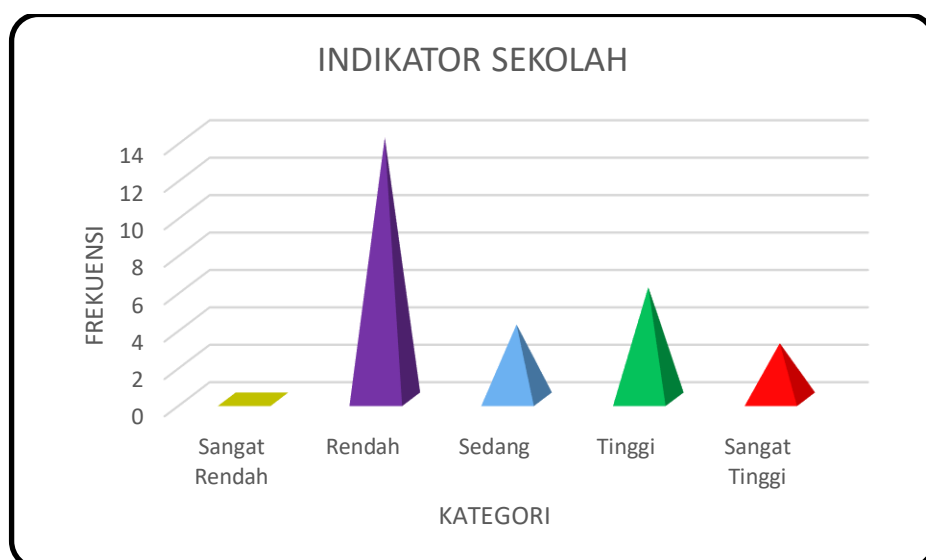 INDIKATOR SEKOLAH
FREKUENSI
14
12
10
8
6
4
2
0
Sangat
Rendah
Rendah
Sedang
Tinggi
Sangat
Tinggi
KATEGORI